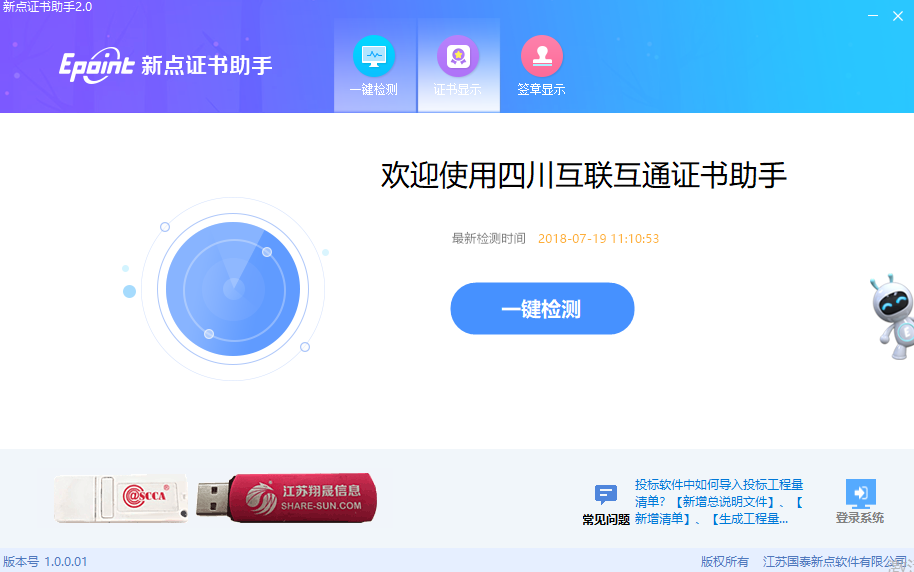 新点证书助手2.0
Epoint 新点证书助手
一键检测
证书显示
签章显示
欢迎使用四川互联互通证书助手
最新检测时间 2018-07-19 11:10:53
一键检测
@SCCA®
江苏翔晟信息
SHARE-SUN.COM
常见问题
投标软件中如何导入投标工程量
清单?【新增总说明文件】、【
新增清单】、【生成工程量...
登录系统
版本号 1.0.0.01
版权所有 江苏国泰新点软件有限公司